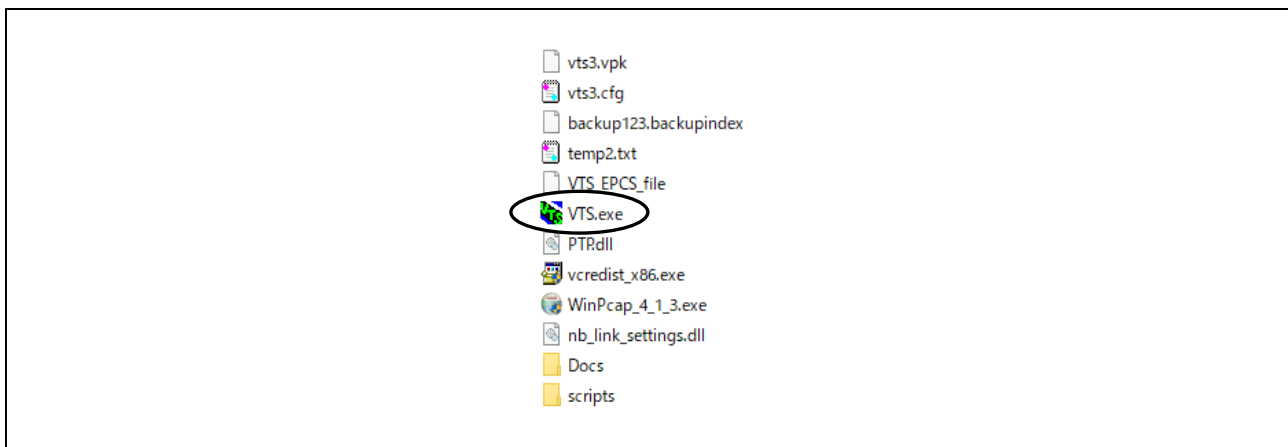 vts3.vpk
vts3.cfg
backup123.backupindex
temp2.txt
VTS_EPCS_file
VTS.exe
PTP.dll
vcredist_x86.exe
WinPcap_4_1_3.exe
nb_link_settings.dll
Docs
scripts